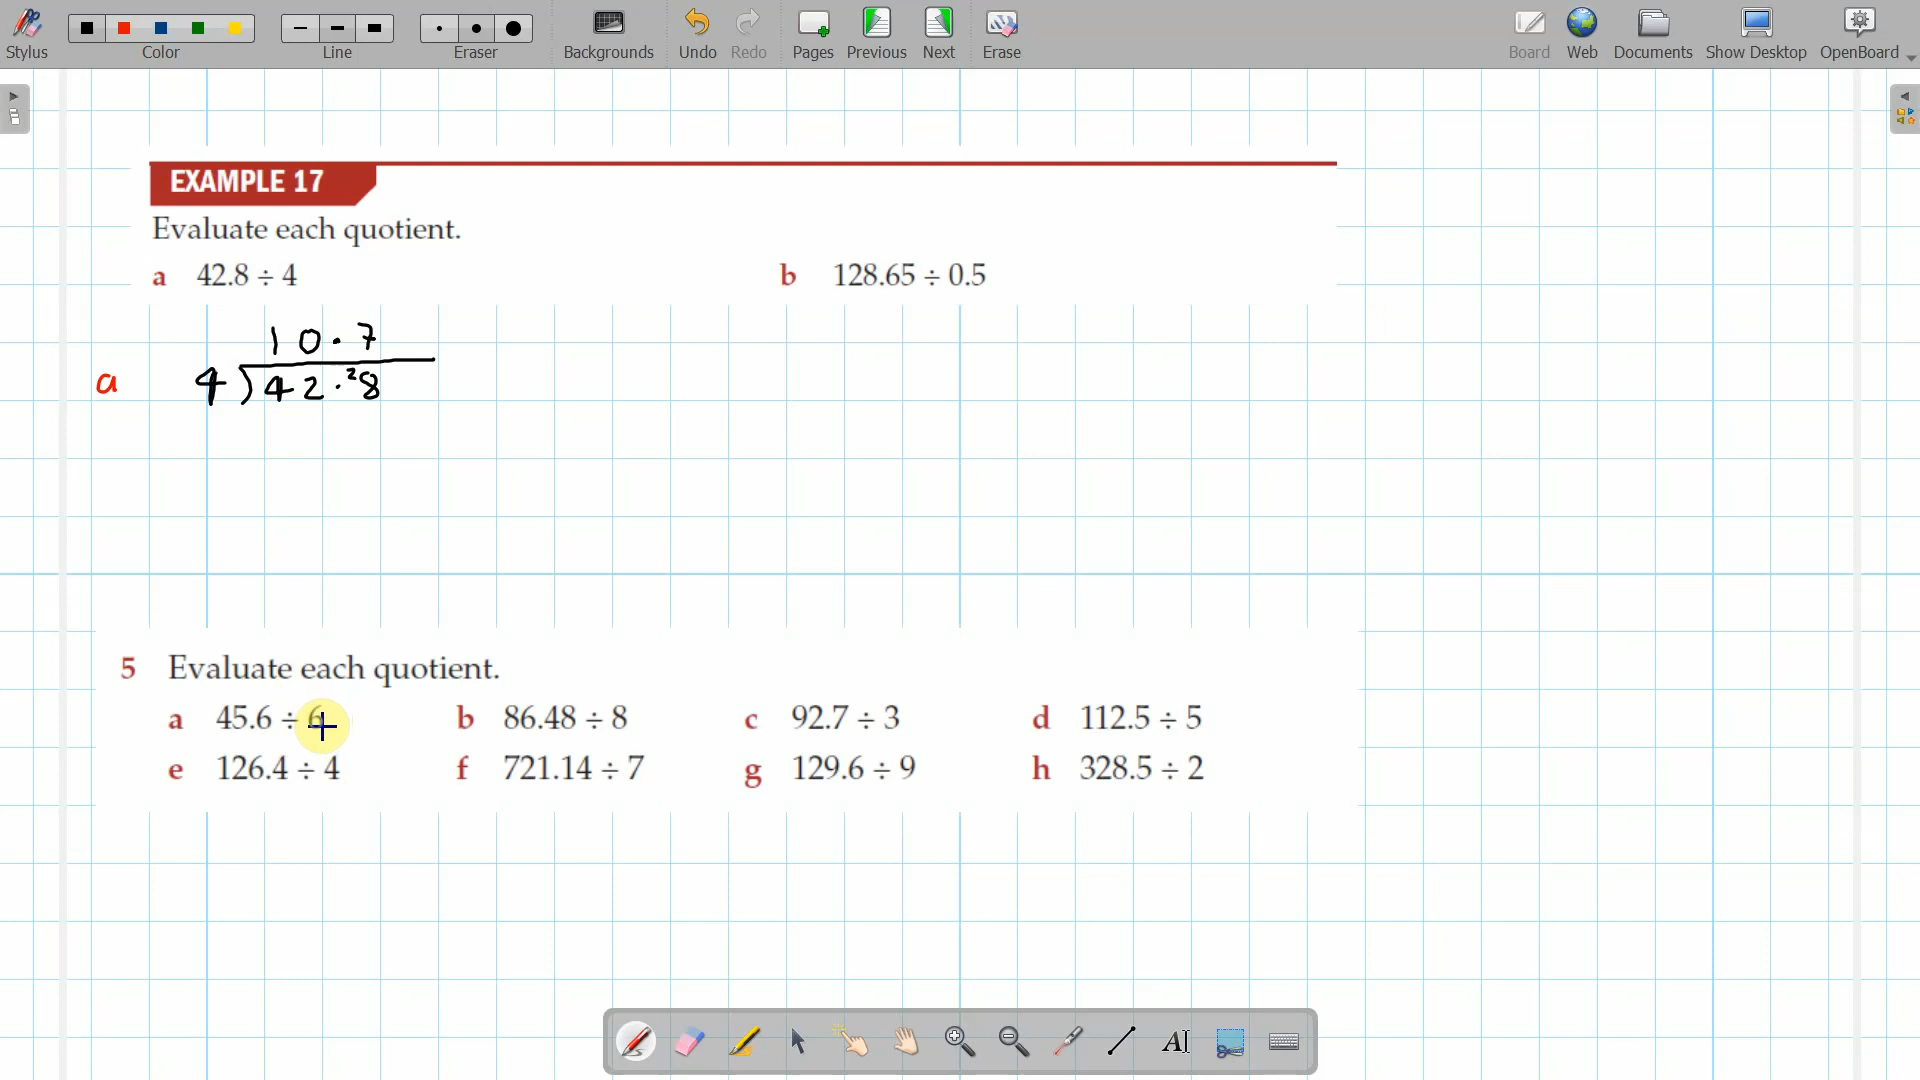 Stylus Color Line Eraser Backgrounds Undo Redo Pages Previous Next Erase Board Web Documents Show Desktop OpenBoard
EXAMPLE 17
Evaluate each quotient.
a 42.8 ÷ 4 b 128.65 ÷ 0.5
10.7
a 4)42.²8
5 Evaluate each quotient.
a 45.6 ÷ 6 b 86.48 ÷ 8 c 92.7 ÷ 3 d 112.5 ÷ 5
e 126.4 ÷ 4 f 721.14 ÷ 7 g 129.6 ÷ 9 h 328.5 ÷ 2